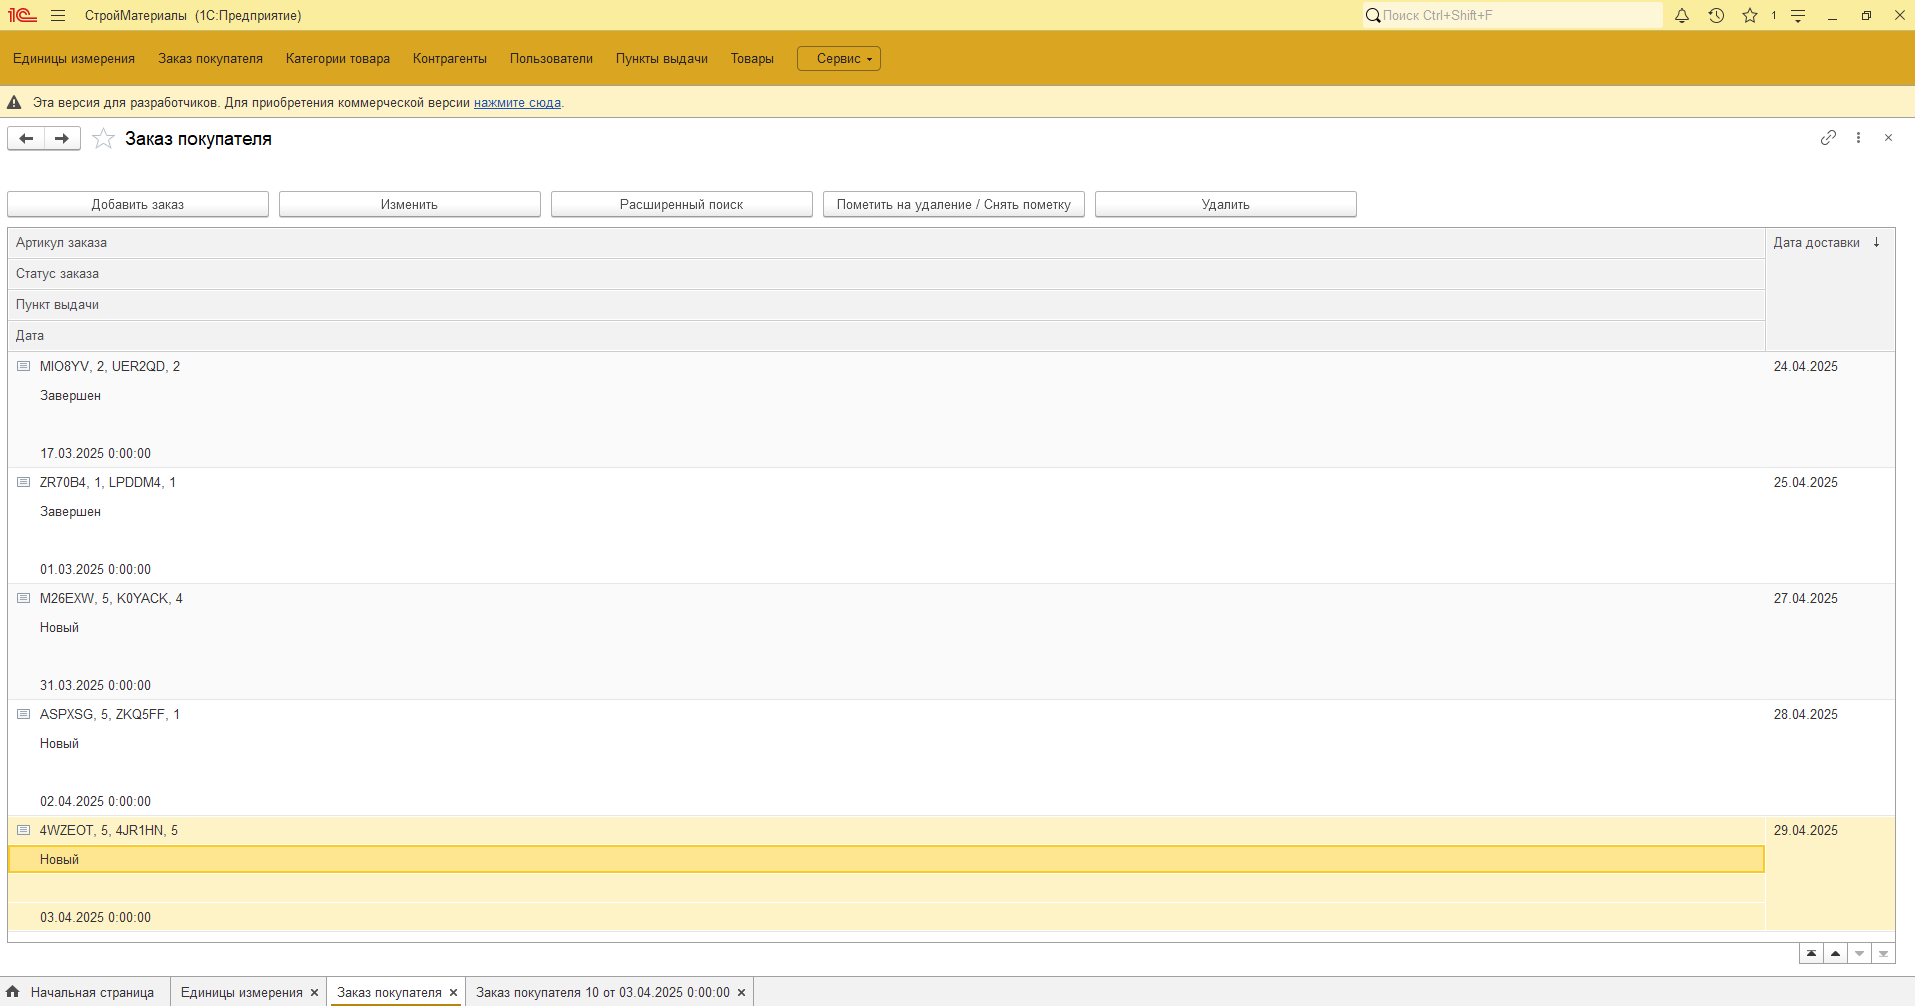 1С СтройМатериалы (1С:Предприятие) Поиск Ctrl+Shift+F 1
Единицы измерения Заказ покупателя Категории товара Контрагенты Пользователи Пункты выдачи Товары Сервис
Эта версия для разработчиков. Для приобретения коммерческой версии нажмите сюда.
Заказ покупателя
Добавить заказ Изменить Расширенный поиск Пометить на удаление / Снять пометку Удалить
Артикул заказа Дата доставки ↓
Статус заказа
Пункт выдачи
Дата
MIO8YV, 2, UER2QD, 2 24.04.2025
Завершен
17.03.2025 0:00:00
ZR70B4, 1, LPDDM4, 1 25.04.2025
Завершен
01.03.2025 0:00:00
M26EXW, 5, K0YACK, 4 27.04.2025
Новый
31.03.2025 0:00:00
ASPXSG, 5, ZKQ5FF, 1 28.04.2025
Новый
02.04.2025 0:00:00
4WZEOT, 5, 4JR1HN, 5 29.04.2025
Новый
03.04.2025 0:00:00
Начальная страница Единицы измерения × Заказ покупателя × Заказ покупателя 10 от 03.04.2025 0:00:00 ×